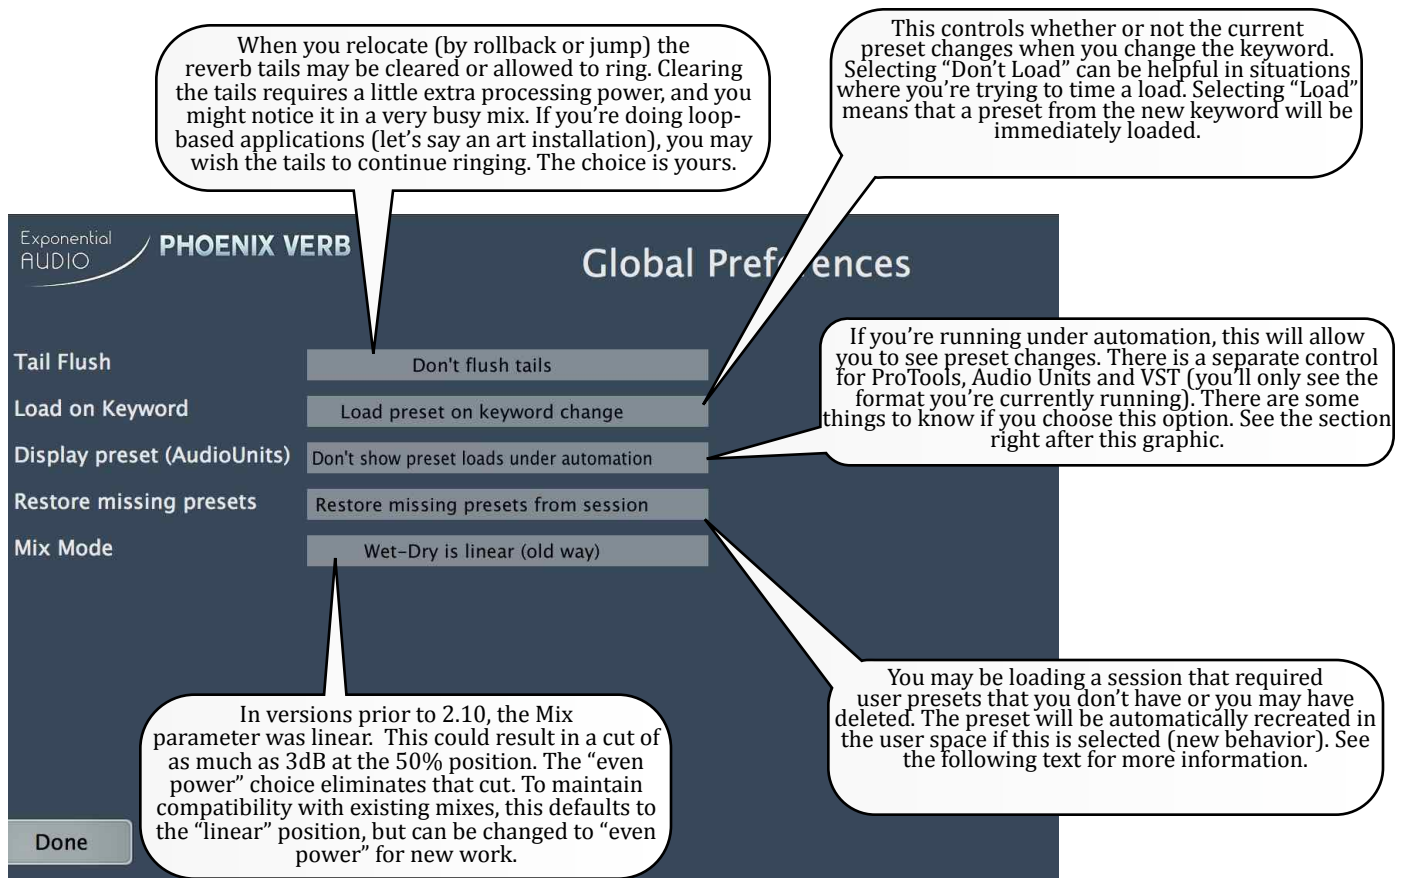 When you relocate (by rollback or jump) the
reverb tails may be cleared or allowed to ring. Clearing
the tails requires a little extra processing power, and you
might notice it in a very busy mix. If you’re doing loop-
based applications (let’s say an art installation), you may
wish the tails to continue ringing. The choice is yours.
This controls whether or not the current
preset changes when you change the keyword.
Selecting “Don’t Load” can be helpful in situations
where you’re trying to time a load. Selecting “Load”
means that a preset from the new keyword will be
immediately loaded.
Exponential
AUDIO
PHOENIX VERB
Global Preferences
Tail Flush
Don't flush tails
Load on Keyword
Load preset on keyword change
Display preset (AudioUnits)
Don't show preset loads under automation
Restore missing presets
Restore missing presets from session
Mix Mode
Wet-Dry is linear (old way)
If you’re running under automation, this will allow
you to see preset changes. There is a separate control
for ProTools, Audio Units and VST (you’ll only see the
format you’re currently running). There are some
things to know if you choose this option. See the section
right after this graphic.
You may be loading a session that required
user presets that you don’t have or you may have
deleted. The preset will be automatically recreated in
the user space if this is selected (new behavior). See
the following text for more information.
In versions prior to 2.10, the Mix
parameter was linear.  This could result in a cut of
as much as 3dB at the 50% position. The “even
power” choice eliminates that cut. To maintain
compatibility with existing mixes, this defaults to
the “linear” position, but can be changed to “even
power” for new work.
Done